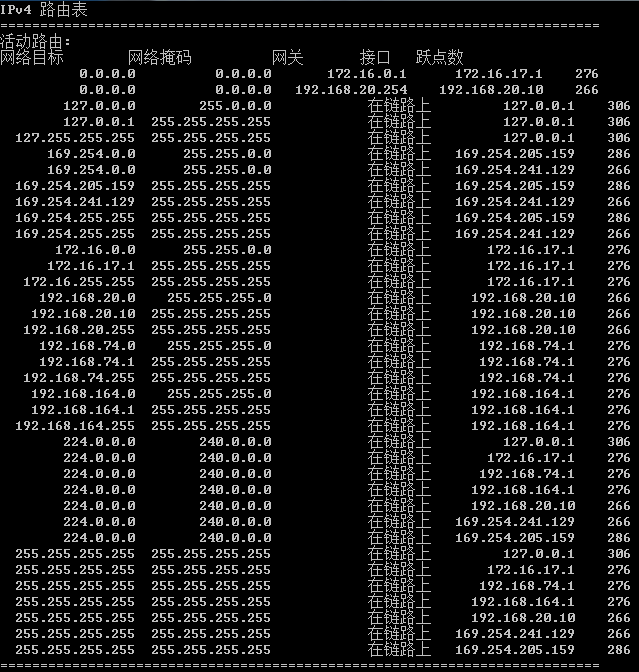 IPv4 路由表
===========================================================================
活动路由:
网络目标 网络掩码 网关 接口 跃点数
0.0.0.0 0.0.0.0 172.16.0.1 172.16.17.1 276
0.0.0.0 0.0.0.0 192.168.20.254 192.168.20.10 266
127.0.0.0 255.0.0.0 在链路上 127.0.0.1 306
127.0.0.1 255.255.255.255 在链路上 127.0.0.1 306
127.255.255.255 255.255.255.255 在链路上 127.0.0.1 306
169.254.0.0 255.255.0.0 在链路上 169.254.205.159 286
169.254.0.0 255.255.0.0 在链路上 169.254.241.129 266
169.254.205.159 255.255.255.255 在链路上 169.254.205.159 286
169.254.241.129 255.255.255.255 在链路上 169.254.241.129 266
169.254.255.255 255.255.255.255 在链路上 169.254.205.159 286
169.254.255.255 255.255.255.255 在链路上 169.254.241.129 266
172.16.0.0 255.255.0.0 在链路上 172.16.17.1 276
172.16.17.1 255.255.255.255 在链路上 172.16.17.1 276
172.16.255.255 255.255.255.255 在链路上 172.16.17.1 276
192.168.20.0 255.255.255.0 在链路上 192.168.20.10 266
192.168.20.10 255.255.255.255 在链路上 192.168.20.10 266
192.168.20.255 255.255.255.255 在链路上 192.168.20.10 266
192.168.74.0 255.255.255.0 在链路上 192.168.74.1 276
192.168.74.1 255.255.255.255 在链路上 192.168.74.1 276
192.168.74.255 255.255.255.255 在链路上 192.168.74.1 276
192.168.164.0 255.255.255.0 在链路上 192.168.164.1 276
192.168.164.1 255.255.255.255 在链路上 192.168.164.1 276
192.168.164.255 255.255.255.255 在链路上 192.168.164.1 276
224.0.0.0 240.0.0.0 在链路上 127.0.0.1 306
224.0.0.0 240.0.0.0 在链路上 172.16.17.1 276
224.0.0.0 240.0.0.0 在链路上 192.168.74.1 276
224.0.0.0 240.0.0.0 在链路上 192.168.164.1 276
224.0.0.0 240.0.0.0 在链路上 192.168.20.10 266
224.0.0.0 240.0.0.0 在链路上 169.254.241.129 266
224.0.0.0 240.0.0.0 在链路上 169.254.205.159 286
255.255.255.255 255.255.255.255 在链路上 127.0.0.1 306
255.255.255.255 255.255.255.255 在链路上 172.16.17.1 276
255.255.255.255 255.255.255.255 在链路上 192.168.74.1 276
255.255.255.255 255.255.255.255 在链路上 192.168.164.1 276
255.255.255.255 255.255.255.255 在链路上 192.168.20.10 266
255.255.255.255 255.255.255.255 在链路上 169.254.241.129 266
255.255.255.255 255.255.255.255 在链路上 169.254.205.159 286
===========================================================================